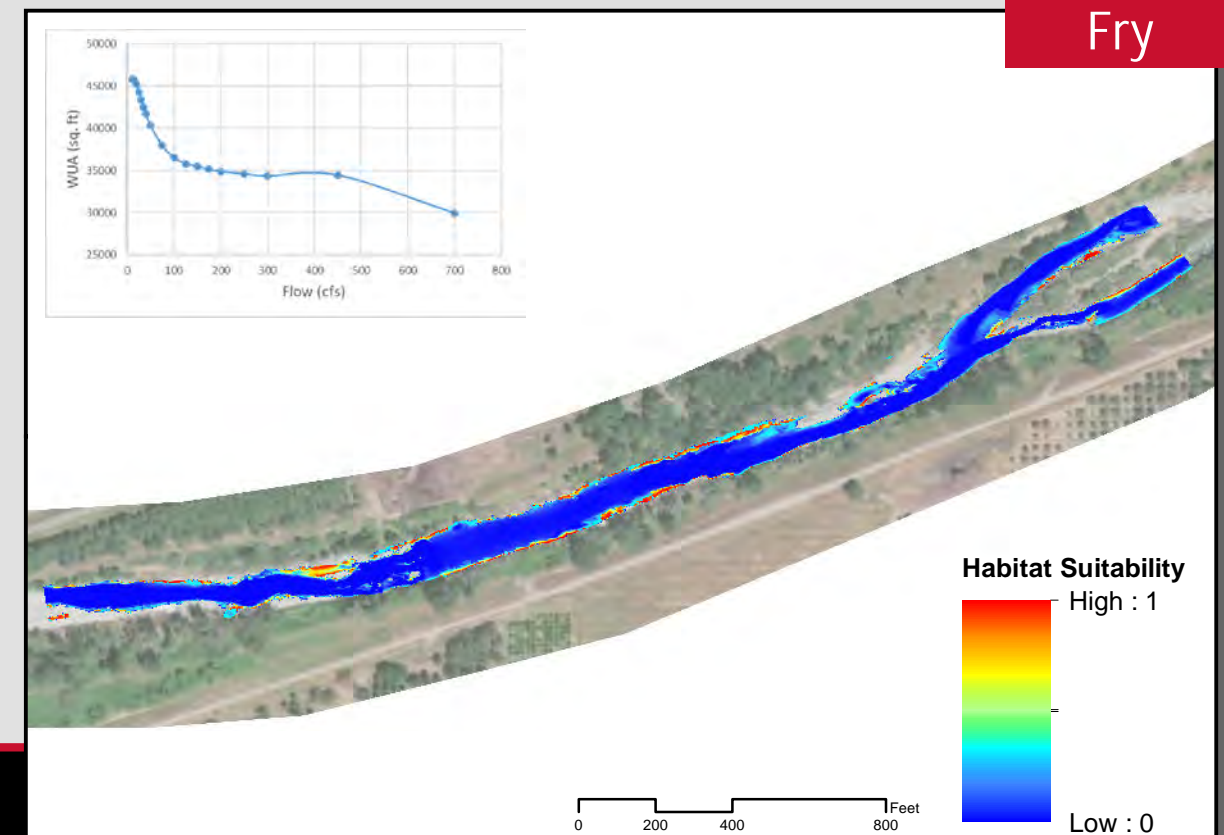 Fry
50000
45000
40000
35000
30000
25000
WUA (sq. ft)
0 100 200 300 400 500 600 700 800
Flow (cfs)
Habitat Suitability
High : 1
Low : 0
Feet
0 200 400 800